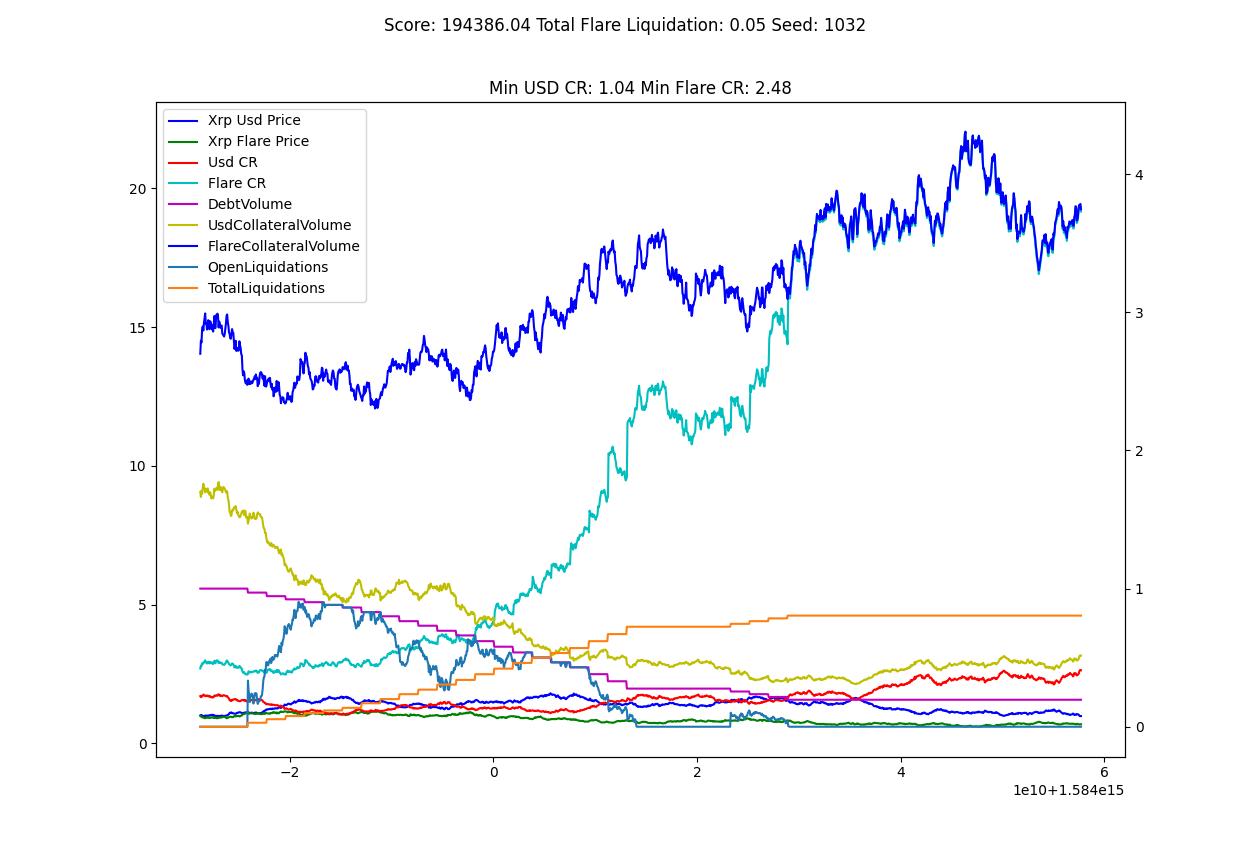 Score: 194386.04 Total Flare Liquidation: 0.05 Seed: 1032
Min USD CR: 1.04 Min Flare CR: 2.48
Xrp Usd Price
Xrp Flare Price
Usd CR
Flare CR
DebtVolume
UsdCollateralVolume
FlareCollateralVolume
OpenLiquidations
TotalLiquidations
20
15
10
5
0
4
3
2
1
0
−2
0
2
4
6
1e10+1.584e15